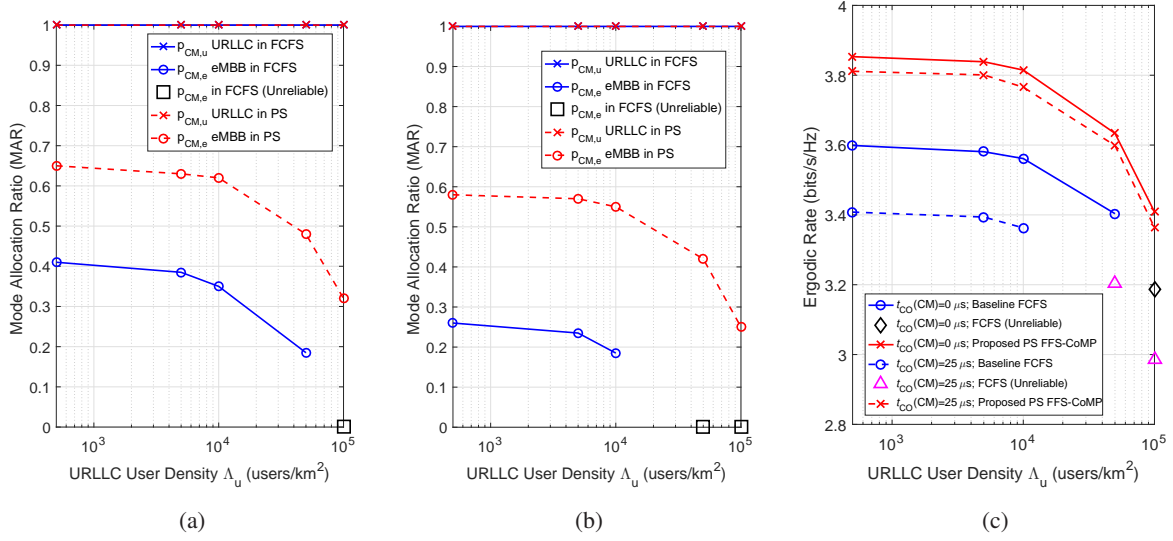 1
0.9
0.8
0.7
0.6
0.5
0.4
0.3
0.2
0.1
0
Mode Allocation Ratio (MAR)
p_CM,u URLLC in FCFS
p_CM,e eMBB in FCFS
p_CM,e in FCFS (Unreliable)
p_CM,u URLLC in PS
p_CM,e eMBB in PS
10^3 10^4 10^5
URLLC User Density Λ_u (users/km^2)
(a)
1
0.9
0.8
0.7
0.6
0.5
0.4
0.3
0.2
0.1
0
Mode Allocation Ratio (MAR)
p_CM,u URLLC in FCFS
p_CM,e eMBB in FCFS
p_CM,e in FCFS (Unreliable)
p_CM,u URLLC in PS
p_CM,e eMBB in PS
10^3 10^4 10^5
URLLC User Density Λ_u (users/km^2)
(b)
4
3.8
3.6
3.4
3.2
3
2.8
Ergodic Rate (bits/s/Hz)
t_CO(CM)=0 μs; Baseline FCFS
t_CO(CM)=0 μs; FCFS (Unreliable)
t_CO(CM)=0 μs; Proposed PS FFS-CoMP
t_CO(CM)=25 μs; Baseline FCFS
t_CO(CM)=25 μs; FCFS (Unreliable)
t_CO(CM)=25 μs; Proposed PS FFS-CoMP
10^3 10^4 10^5
URLLC User Density Λ_u (users/km^2)
(c)